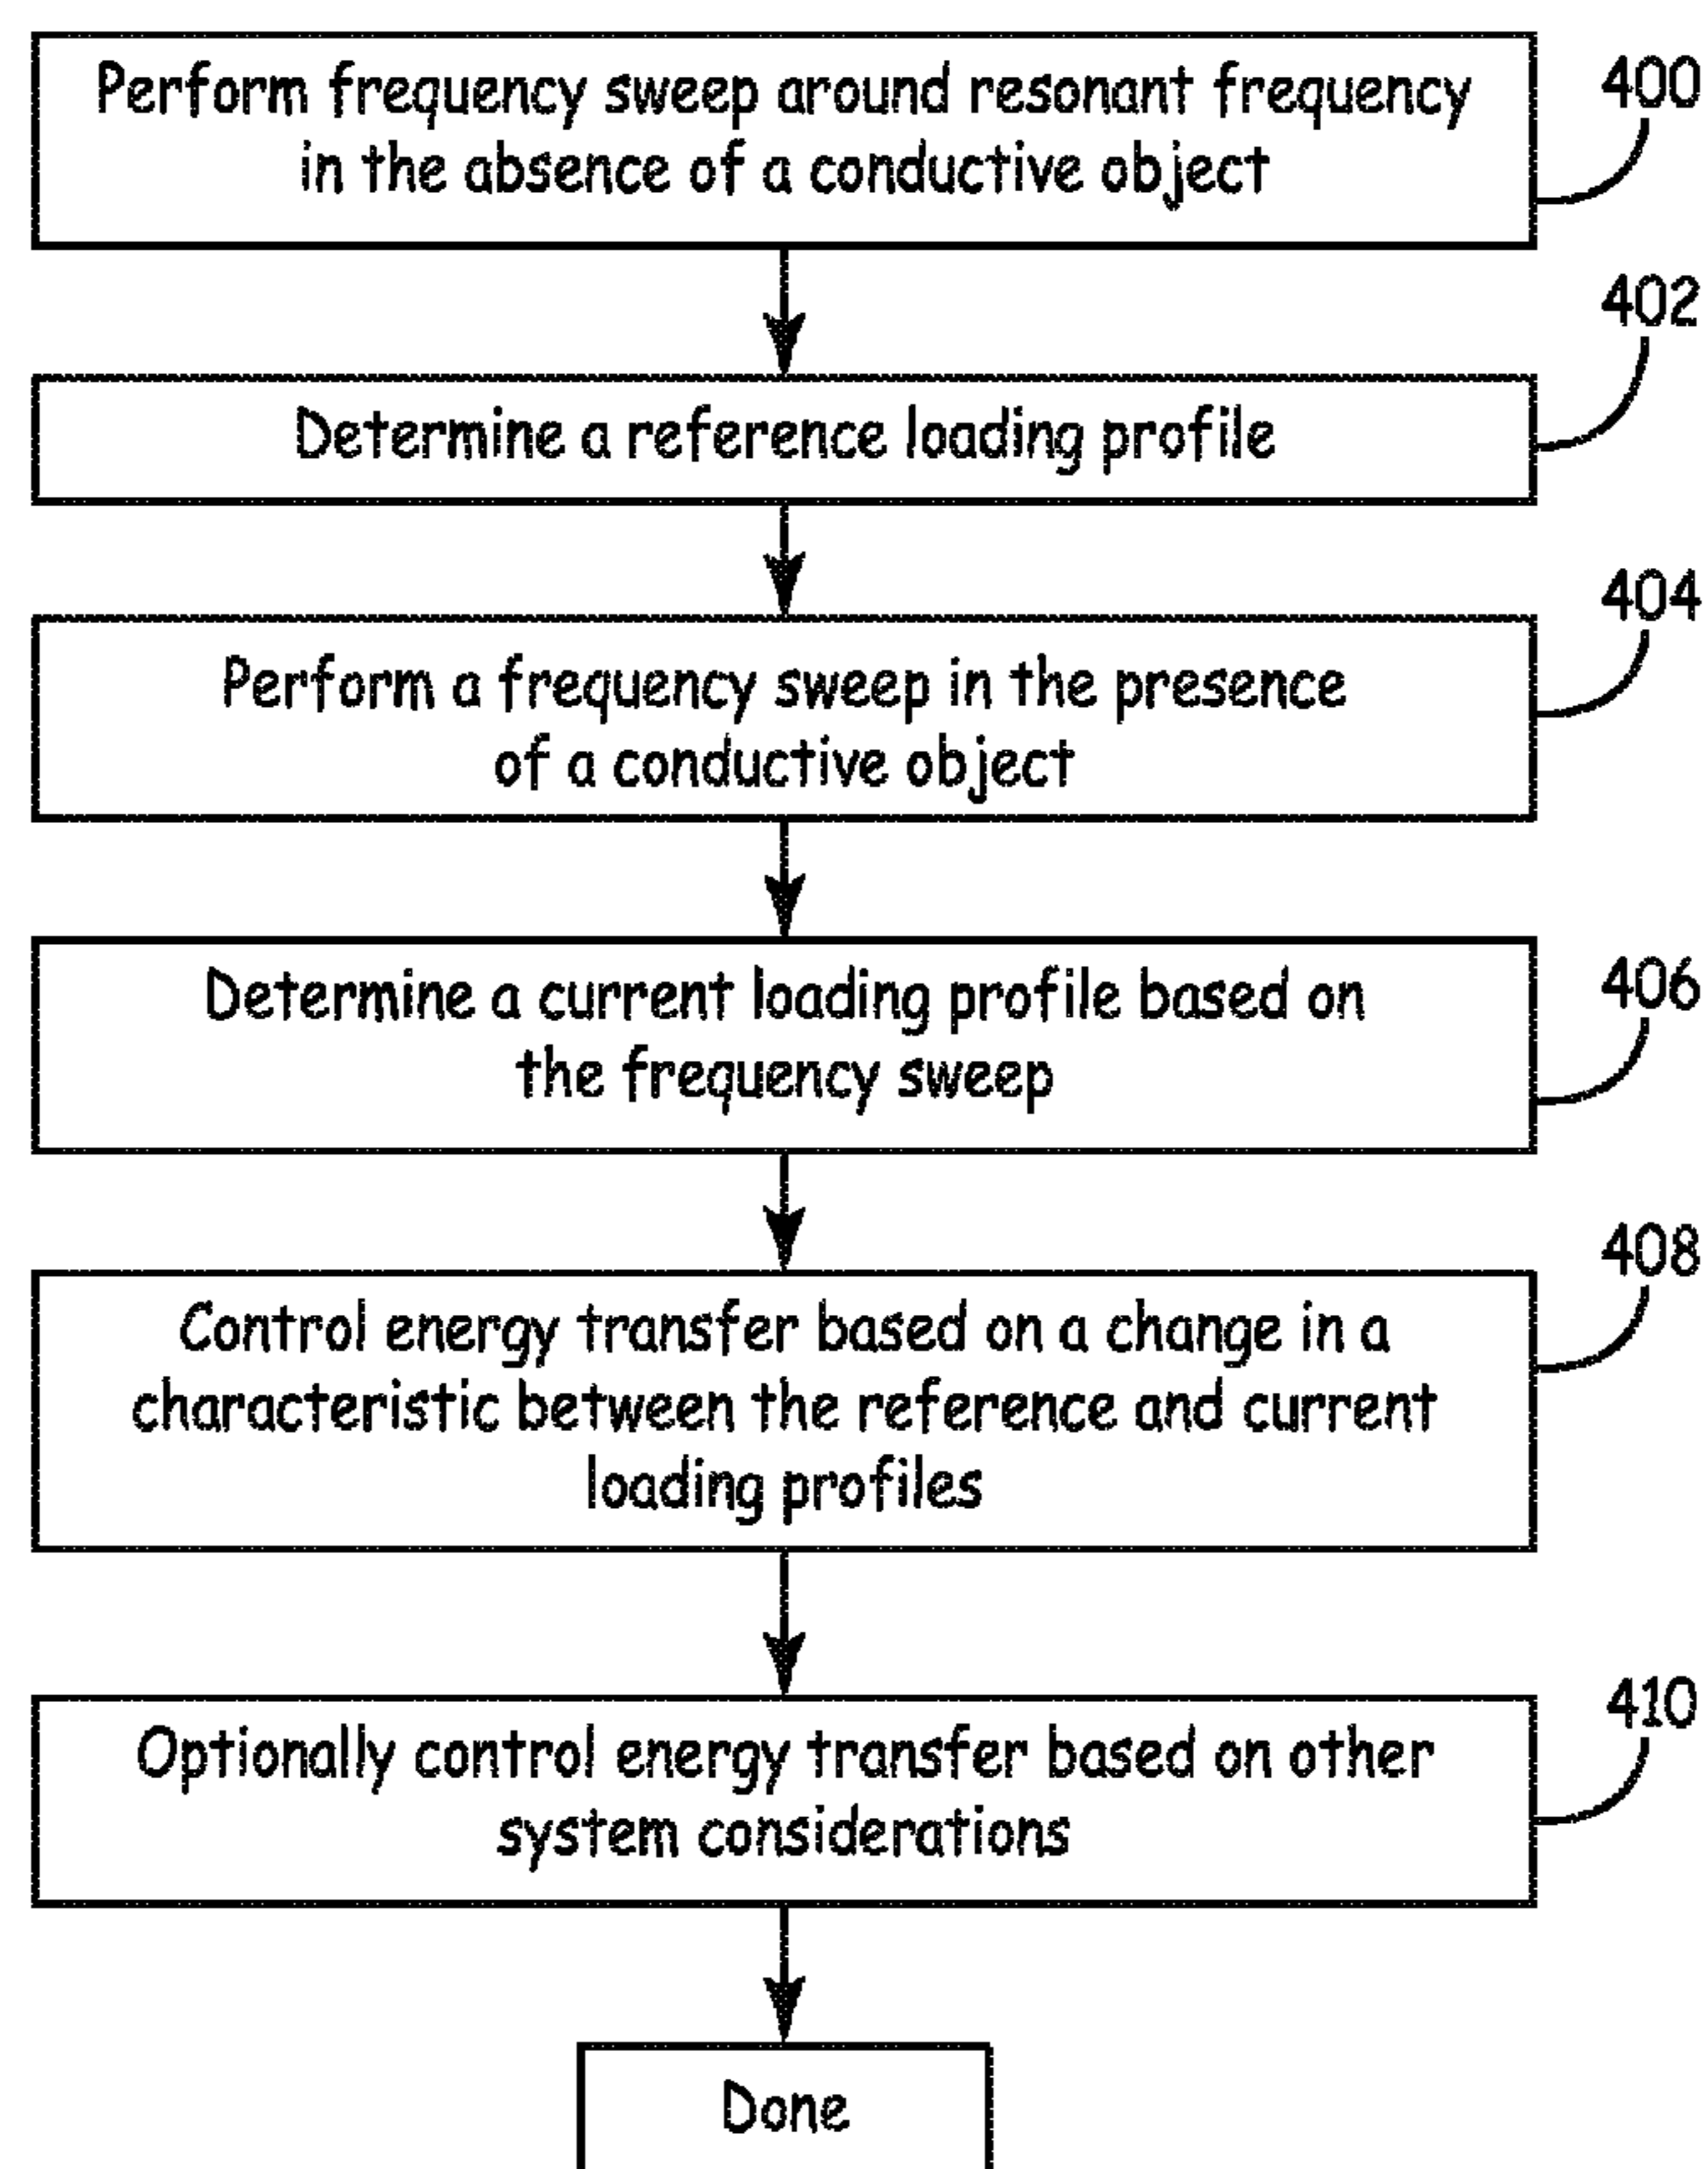 Perform frequency sweep around resonant frequency
in the absence of a conductive object
400
Determine a reference loading profile
402
Perform a frequency sweep in the presence
of a conductive object
404
Determine a current loading profile based on
the frequency sweep
406
Control energy transfer based on a change in a
characteristic between the reference and current
loading profiles
408
Optionally control energy transfer based on other
system considerations
410
Done